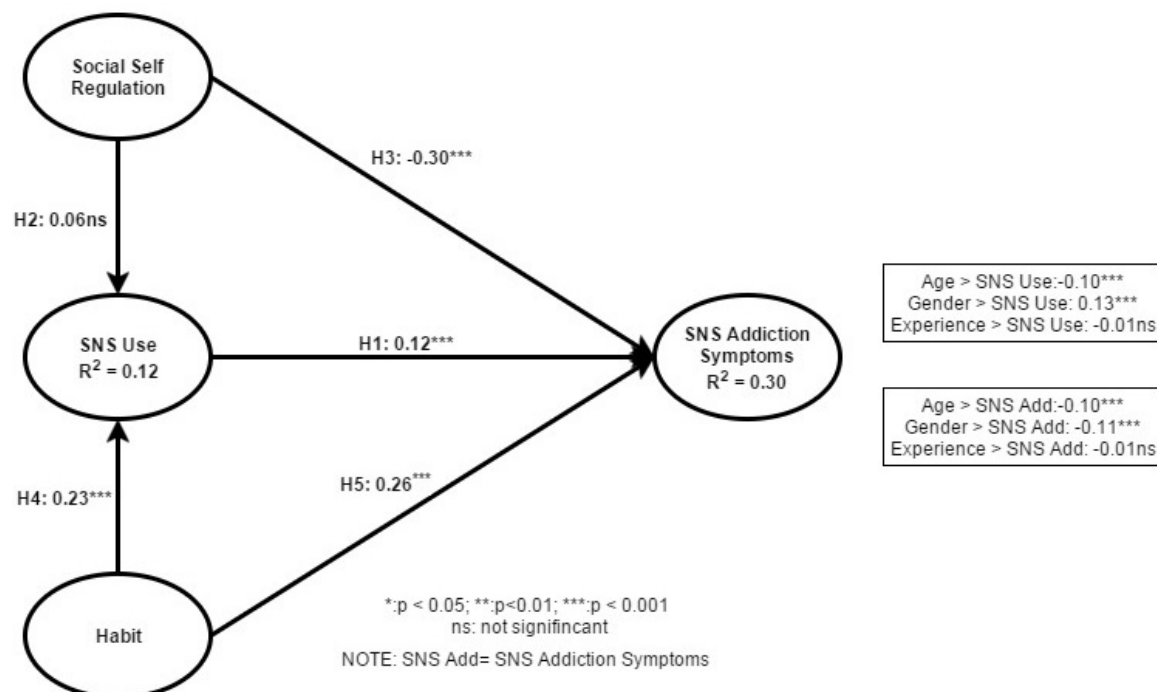 Social Self
Regulation
H3: -0.30***
H2: 0.06ns
SNS Use
R² = 0.12
H1: 0.12***
SNS Addiction
Symptoms
R² = 0.30
Age > SNS Use:-0.10***
Gender > SNS Use: 0.13***
Experience > SNS Use: -0.01ns
Age > SNS Add:-0.10***
Gender > SNS Add: -0.11***
Experience > SNS Add: -0.01ns
H4: 0.23***
H5: 0.26***
Habit
*:p < 0.05; **:p<0.01; ***:p < 0.001
ns: not signifincant
NOTE: SNS Add= SNS Addiction Symptoms